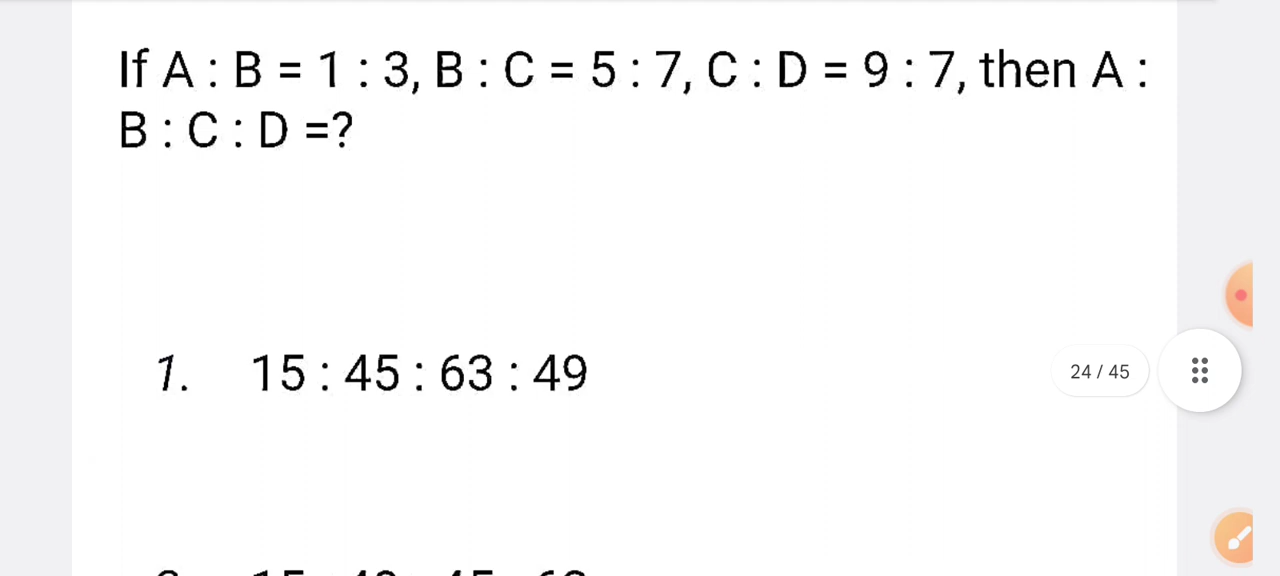 If A : B = 1 : 3, B : C = 5 : 7, C : D = 9 : 7, then A :
B : C : D =?
1. 15 : 45 : 63 : 49
24 / 45